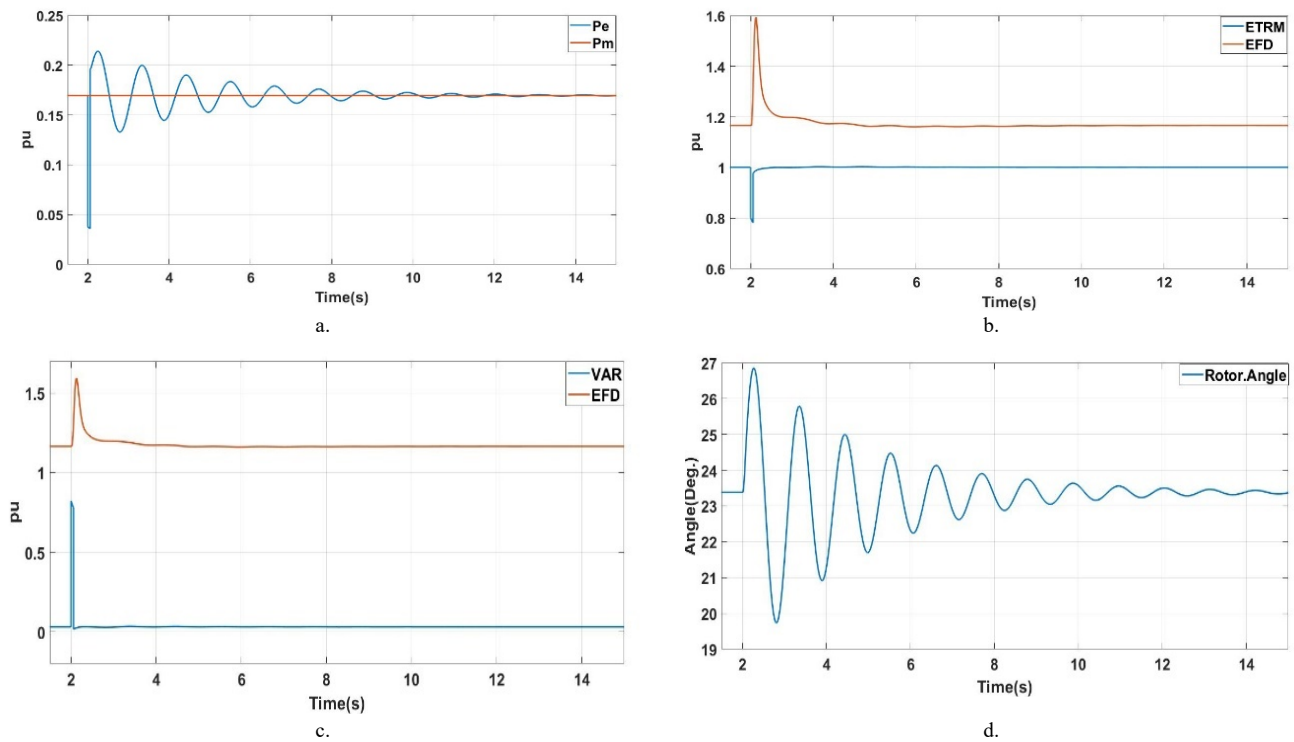 0.25
0.2
0.15
0.1
0.05
0
pu
2 4 6 8 10 12 14
Time(s)
Pe
Pm
a.
1.6
1.4
1.2
1
0.8
0.6
pu
2 4 6 8 10 12 14
Time(s)
ETRM
EFD
b.
1.5
1
0.5
0
pu
2 4 6 8 10 12 14
Time(s)
VAR
EFD
c.
27
26
25
24
23
22
21
20
19
Angle(Deg.)
2 4 6 8 10 12 14
Time(s)
Rotor.Angle
d.